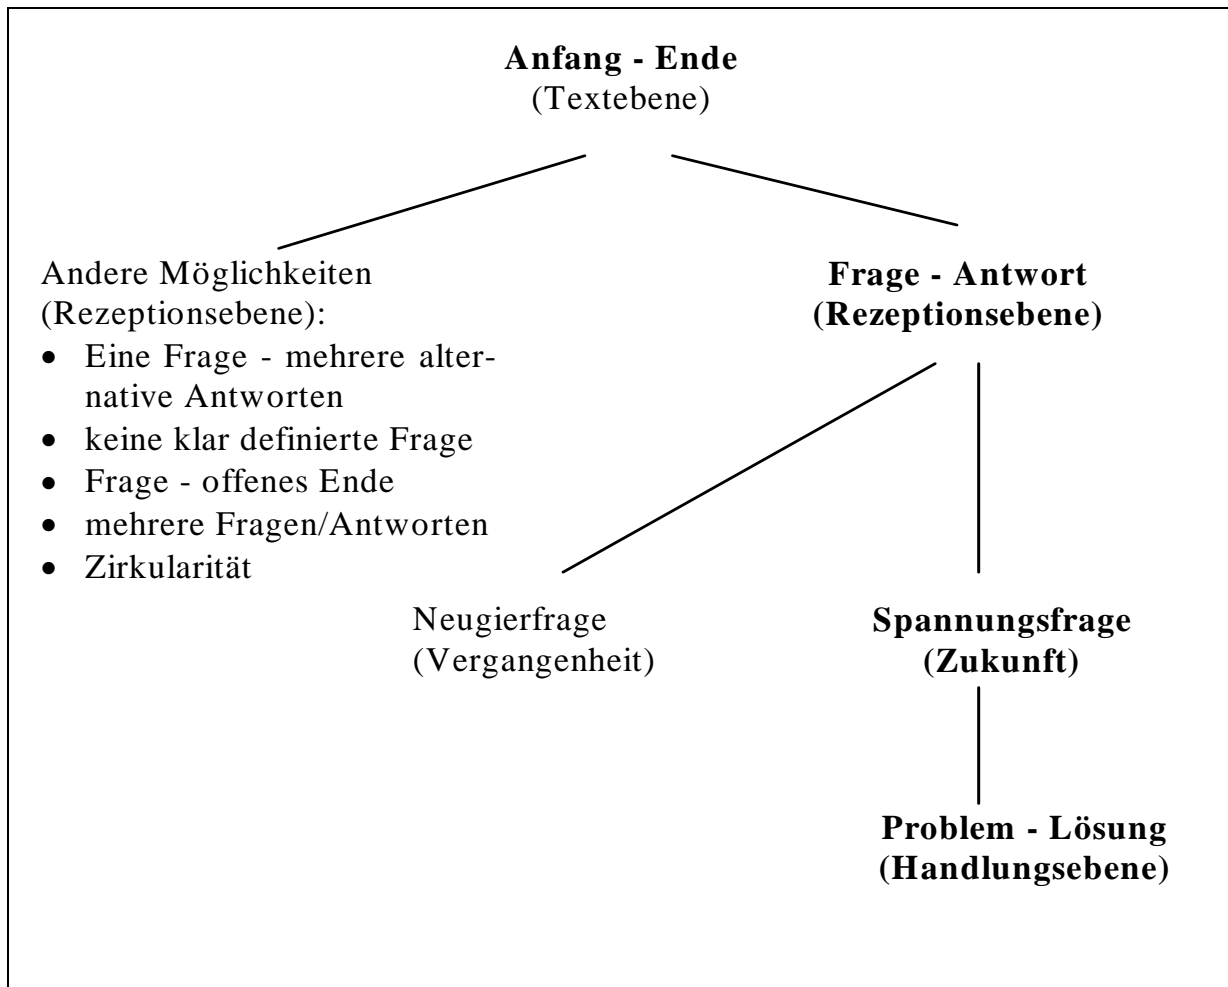 Anfang - Ende
(Textebene)
Andere Möglichkeiten
(Rezeptionsebene):
• Eine Frage - mehrere alter-
native Antworten
• keine klar definierte Frage
• Frage - offenes Ende
• mehrere Fragen/Antworten
• Zirkularität
Frage - Antwort
(Rezeptionsebene)
Neugierfrage
(Vergangenheit)
Spannungsfrage
(Zukunft)
Problem - Lösung
(Handlungsebene)